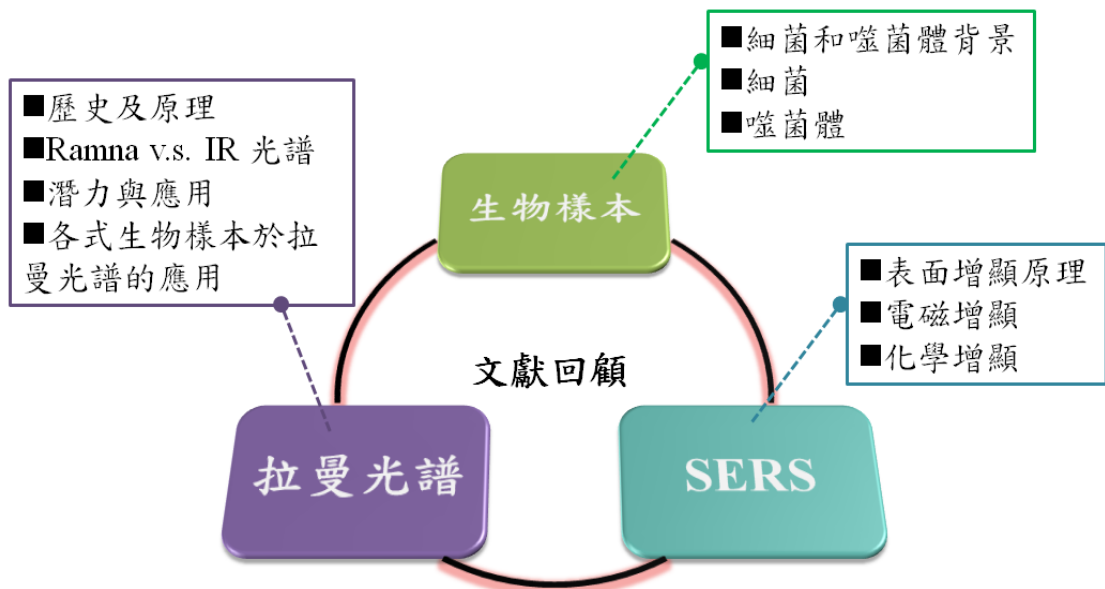 ■細菌和噬菌體背景
■細菌
■噬菌體
■歷史及原理
■Ramna v.s. IR 光譜
■潛力與應用
■各式生物樣本於拉
曼光譜的應用
生物樣本
■表面增顯原理
■電磁增顯
■化學增顯
文獻回顧
拉曼光譜
SERS